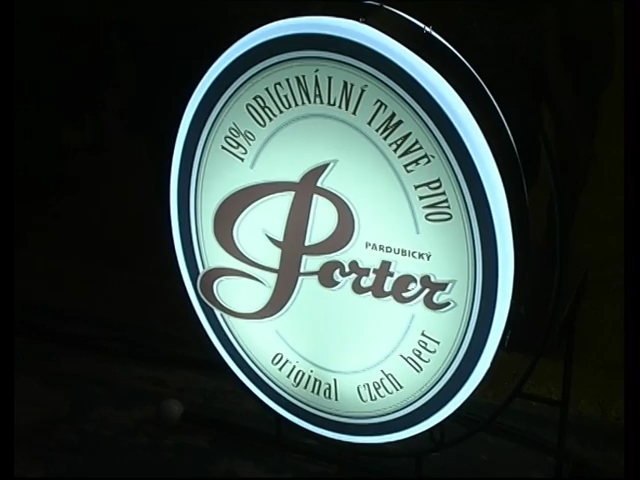 19% ORIGINÁLNÍ TMAVÉ PIVO
PARDUBICKÝ
Porter
original czech beer